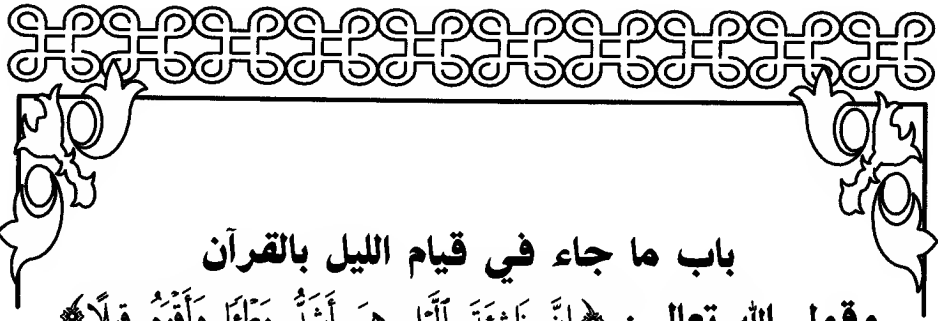 باب ما جاء في قيام الليل بالقرآن
وقول الله تعالى: ﴿إِنَّ نَاشِئَةَ ٱلَّيْلِ هِيَ أَشَدُّ وَطْـًٔا وَأَقْوَمُ قِيلًا﴾